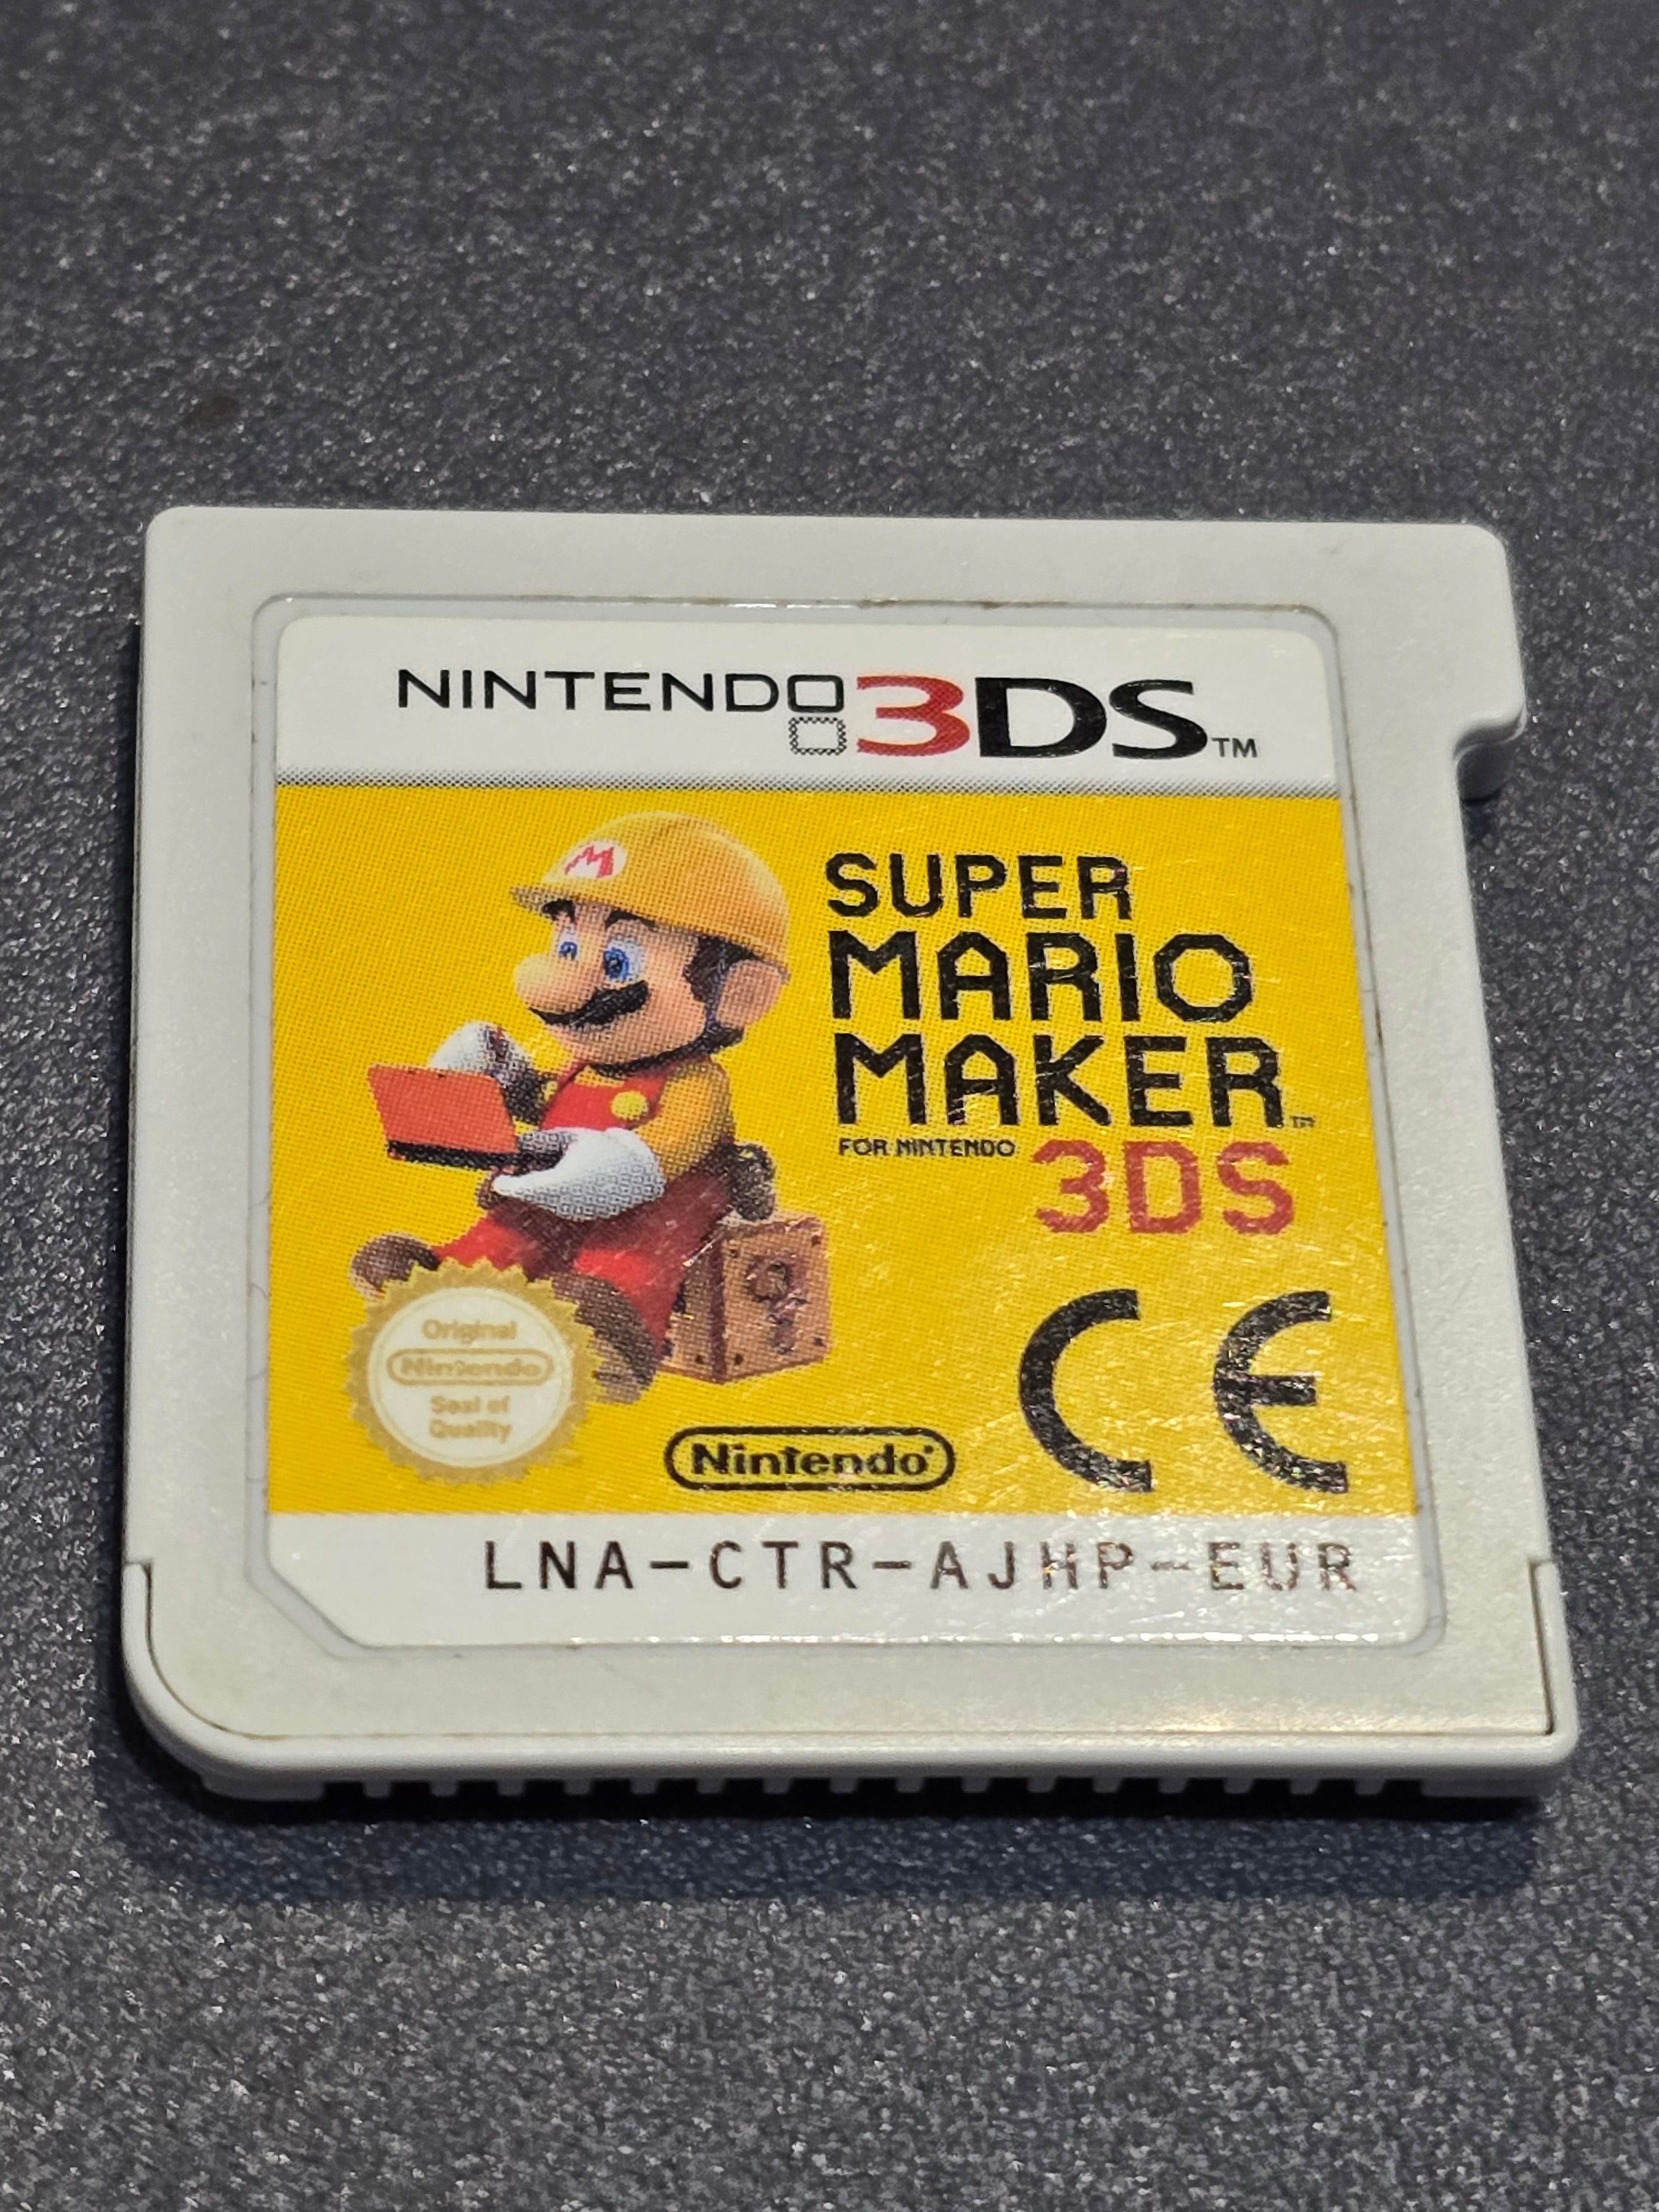 NINTENDO 3DS™
M
SUPER
MARIO
MAKER™
FOR NINTENDO 3DS
CE
Original
Nintendo
Seal of
Quality
Nintendo®
LNA-CTR-AJHP-EUR